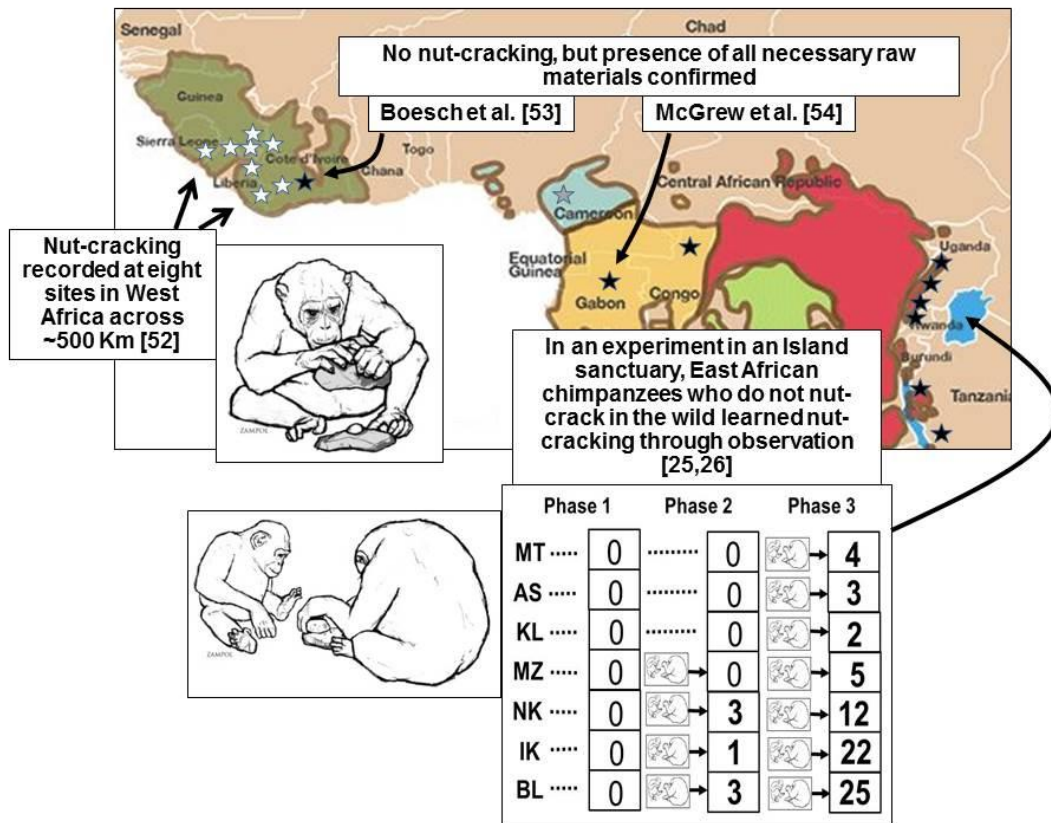 Senegal
Chad
No nut-cracking, but presence of all necessary raw
materials confirmed
Guinea
Boesch et al. [53]
McGrew et al. [54]
Sierra Leone
Cote d'Ivoire
Togo
Ghana
Liberia
Central African Republic
Cameroon
Nut-cracking
recorded at eight
sites in West
Africa across
~500 Km [52]
Equatorial
Guinea
Gabon
Congo
Uganda
Rwanda
Burundi
Tanzania
In an experiment in an Island
sanctuary, East African
chimpanzees who do not nut-
crack in the wild learned nut-
cracking through observation
[25,26]
ZAMPOL
ZAMPOL
Phase 1 Phase 2 Phase 3
MT ..... 0 ......... 0 4
AS ..... 0 ......... 0 3
KL ..... 0 ......... 0 2
MZ ..... 0 0 5
NK ..... 0 3 12
IK ..... 0 1 22
BL ..... 0 3 25